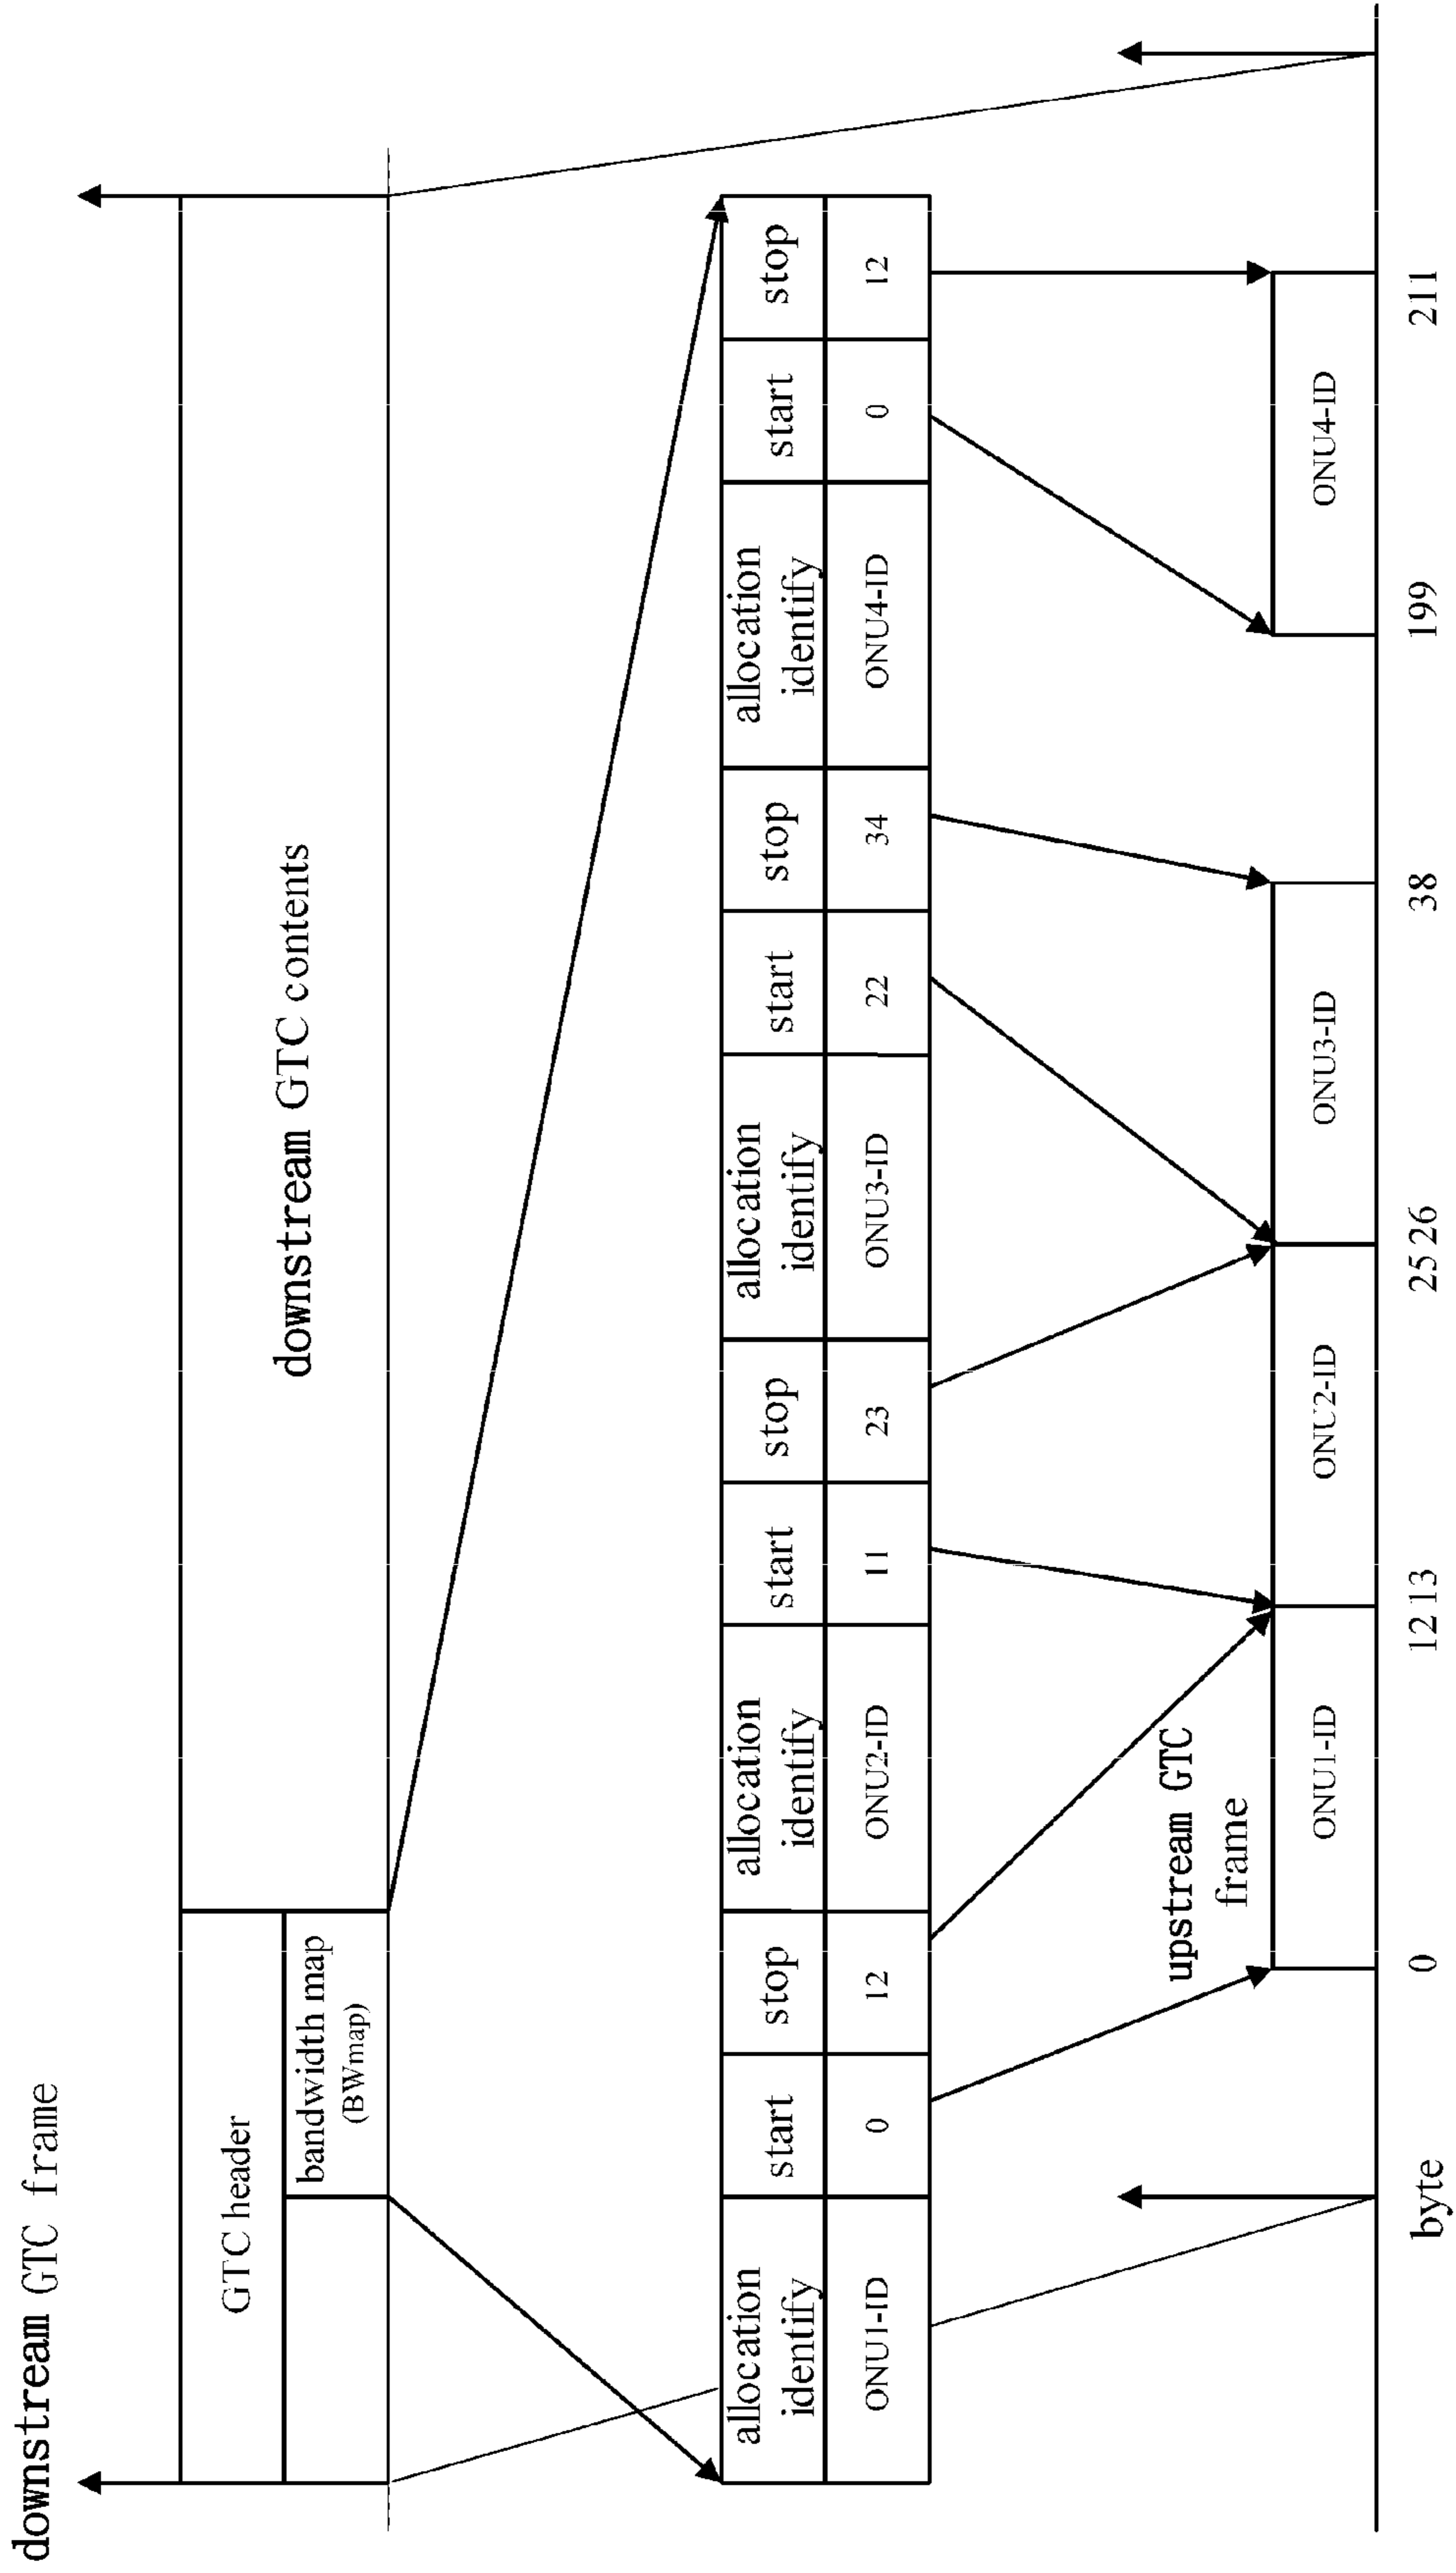 downstream GTC frame
GTC header
bandwidth map
(BWmap)
downstream GTC contents
allocation
identify
start
stop
allocation
identify
start
stop
allocation
identify
start
stop
allocation
identify
start
stop
ONU1-ID
0
12
ONU2-ID
11
23
ONU3-ID
22
34
ONU4-ID
0
12
upstream GTC
frame
ONU1-ID
ONU2-ID
ONU3-ID
ONU4-ID
byte
0
12 13
25 26
38
199
211